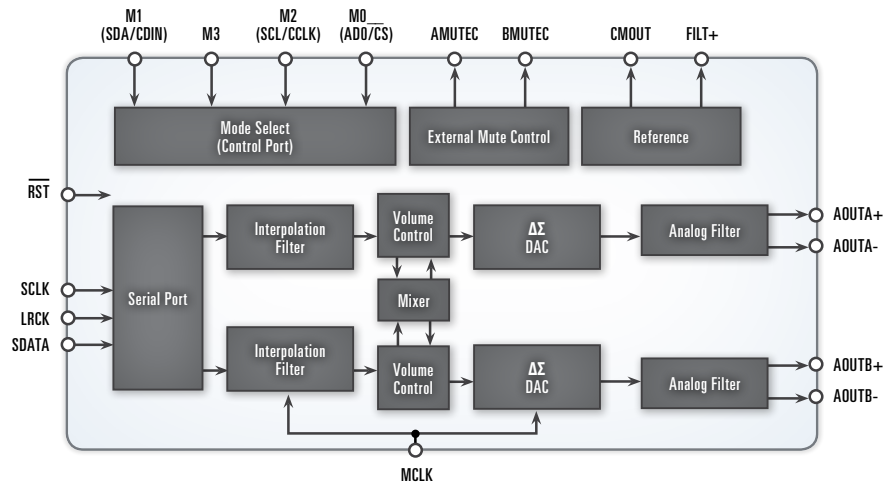 M1
(SDA/CDIN)
M3
M2
(SCL/CCLK)
M0__
(AD0/CS)
AMUTEC
BMUTEC
CMOUT
FILT+
Mode Select
(Control Port)
External Mute Control
Reference
RST
SCLK
LRCK
SDATA
Serial Port
Interpolation
Filter
Volume
Control
ΔΣ
DAC
Analog Filter
AOUTA+
AOUTA-
Mixer
Interpolation
Filter
Volume
Control
ΔΣ
DAC
Analog Filter
AOUTB+
AOUTB-
MCLK